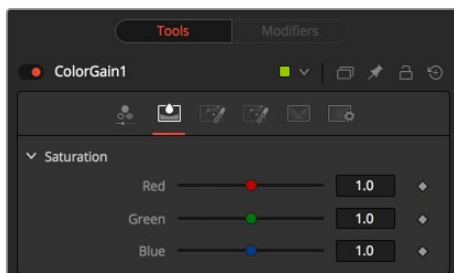 Tools Modifiers
ColorGain1
Saturation
Red 1.0
Green 1.0
Blue 1.0